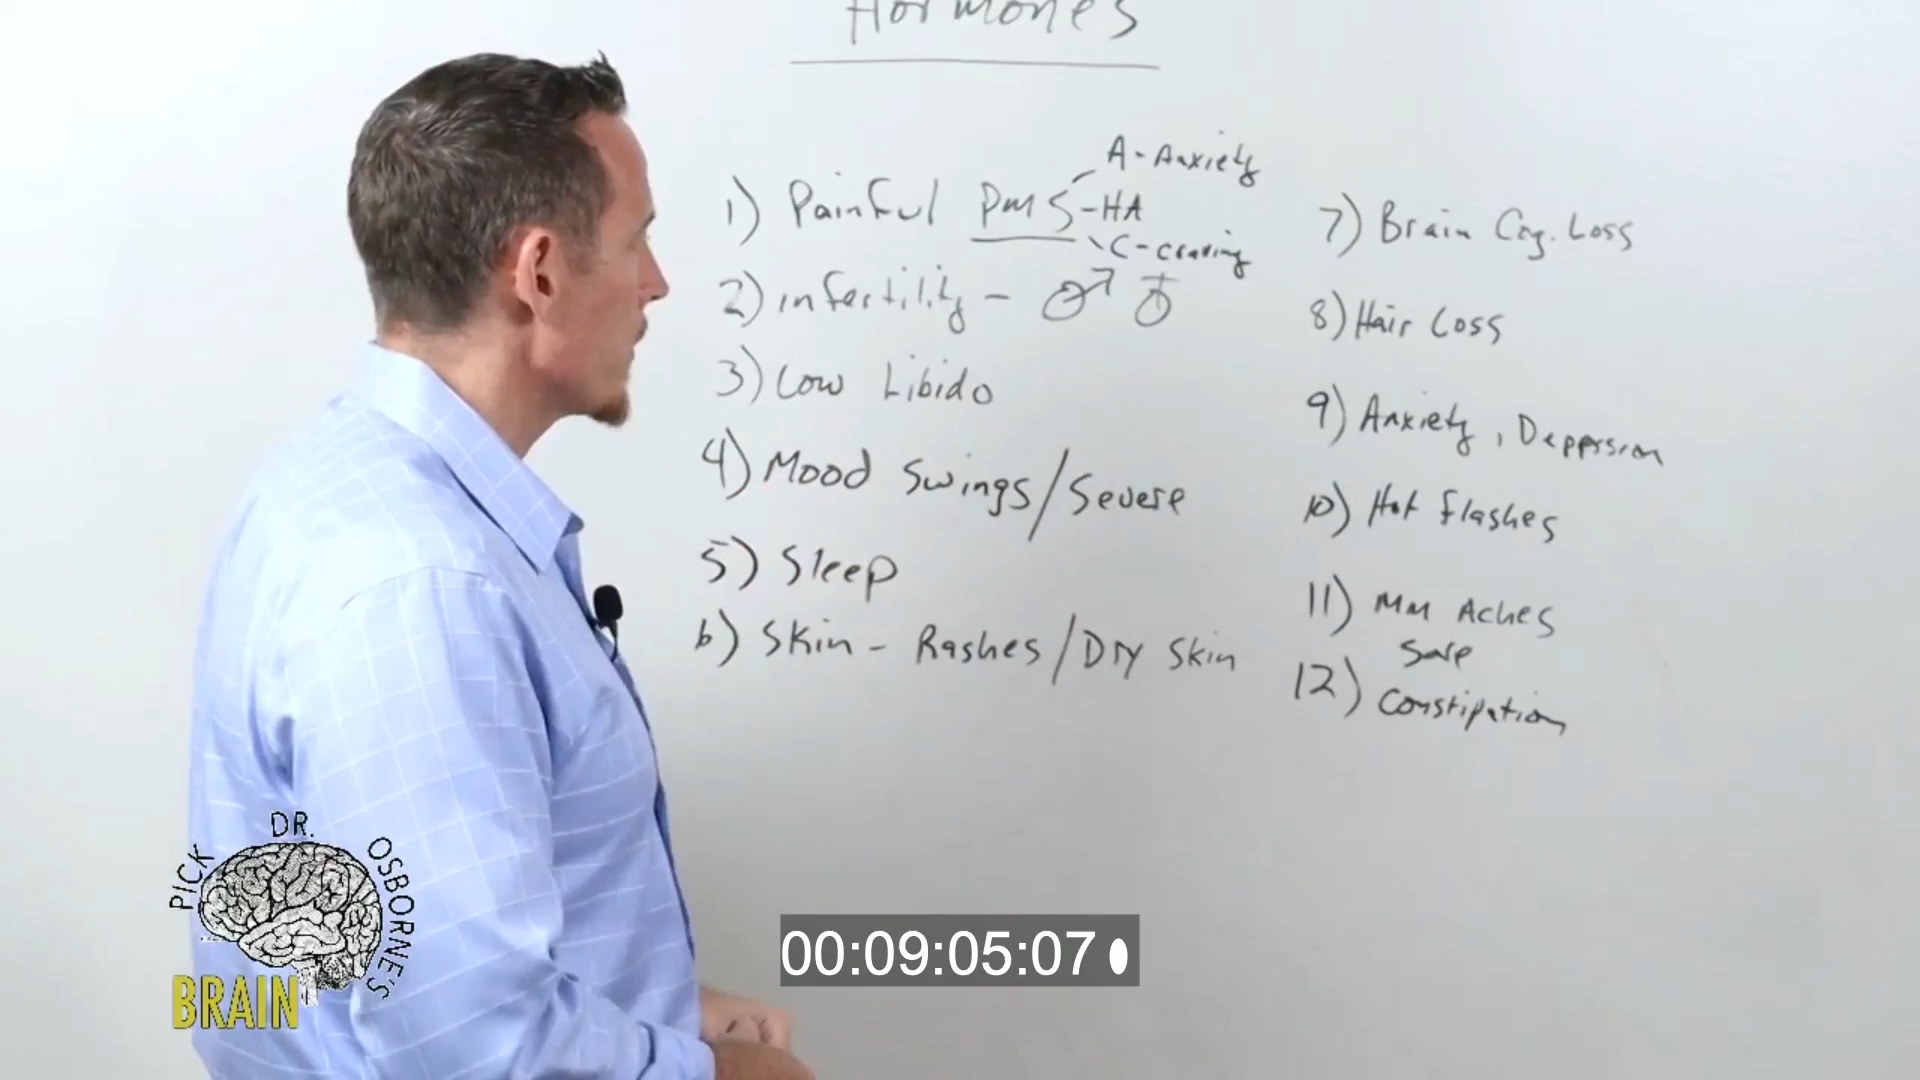 Hormones
A-Anxiety
1) Painful PMS-HA
C-craving
2) infertility - ♂ ♀
3) Low Libido
4) Mood Swings/Severe
5) Sleep
6) Skin - Rashes/Dry Skin
7) Brain Cog. Loss
8) Hair Loss
9) Anxiety, Deppression
10) Hot Flashes
11) MM Aches
Sore
12) Constipation
PICK DR. OSBORNE'S
BRAIN
00:09:05:07